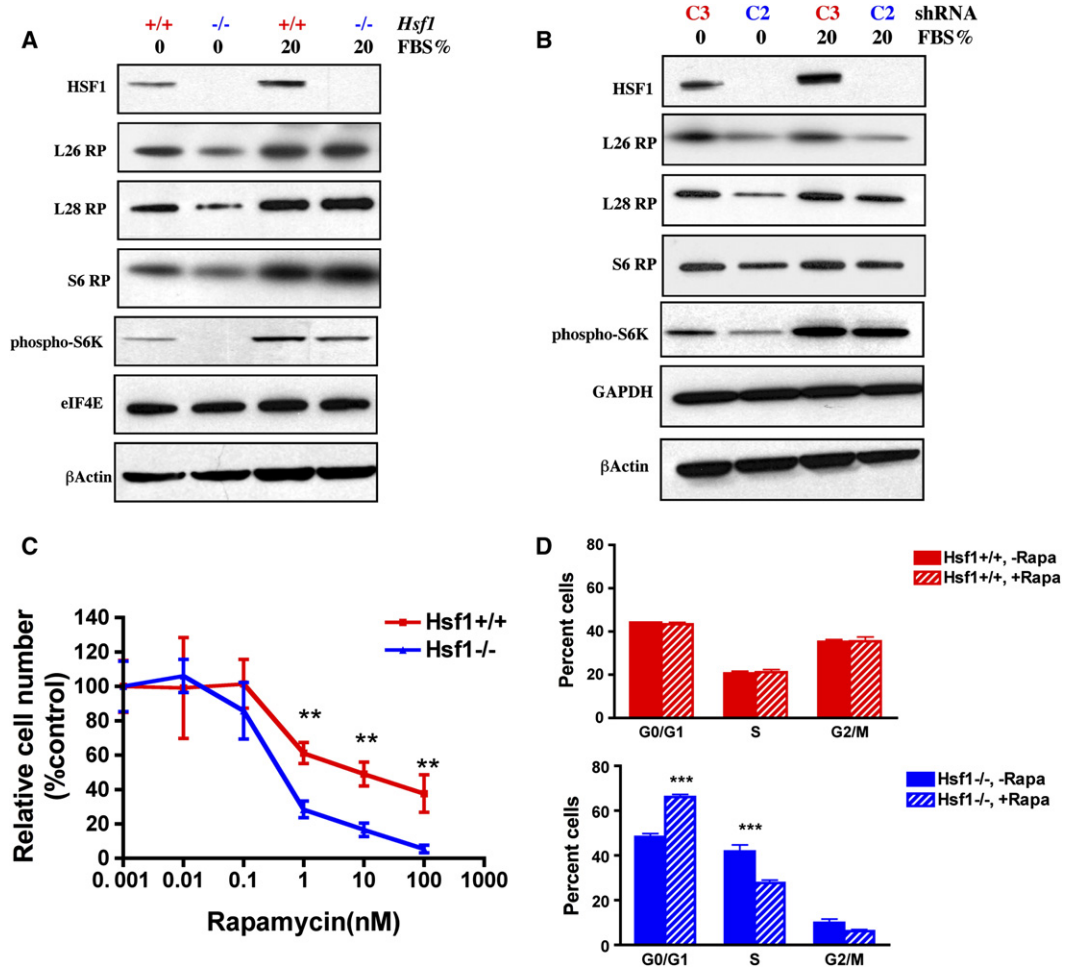 A
+/+ -/- +/+ -/- Hsf1
0 0 20 20 FBS%
HSF1
L26 RP
L28 RP
S6 RP
phospho-S6K
eIF4E
βActin
B
C3 C2 C3 C2 shRNA
0 0 20 20 FBS%
HSF1
L26 RP
L28 RP
S6 RP
phospho-S6K
GAPDH
βActin
C
Relative cell number
(%control)
140
120
100
80
60
40
20
0
0.001 0.01 0.1 1 10 100 1000
Rapamycin(nM)
Hsf1+/+
Hsf1-/-
** ** **
D
Percent cells
80
60
40
20
0
G0/G1 S G2/M
Hsf1+/+, -Rapa
Hsf1+/+, +Rapa
Percent cells
80
60
40
20
0
*** ***
G0/G1 S G2/M
Hsf1-/-, -Rapa
Hsf1-/-, +Rapa